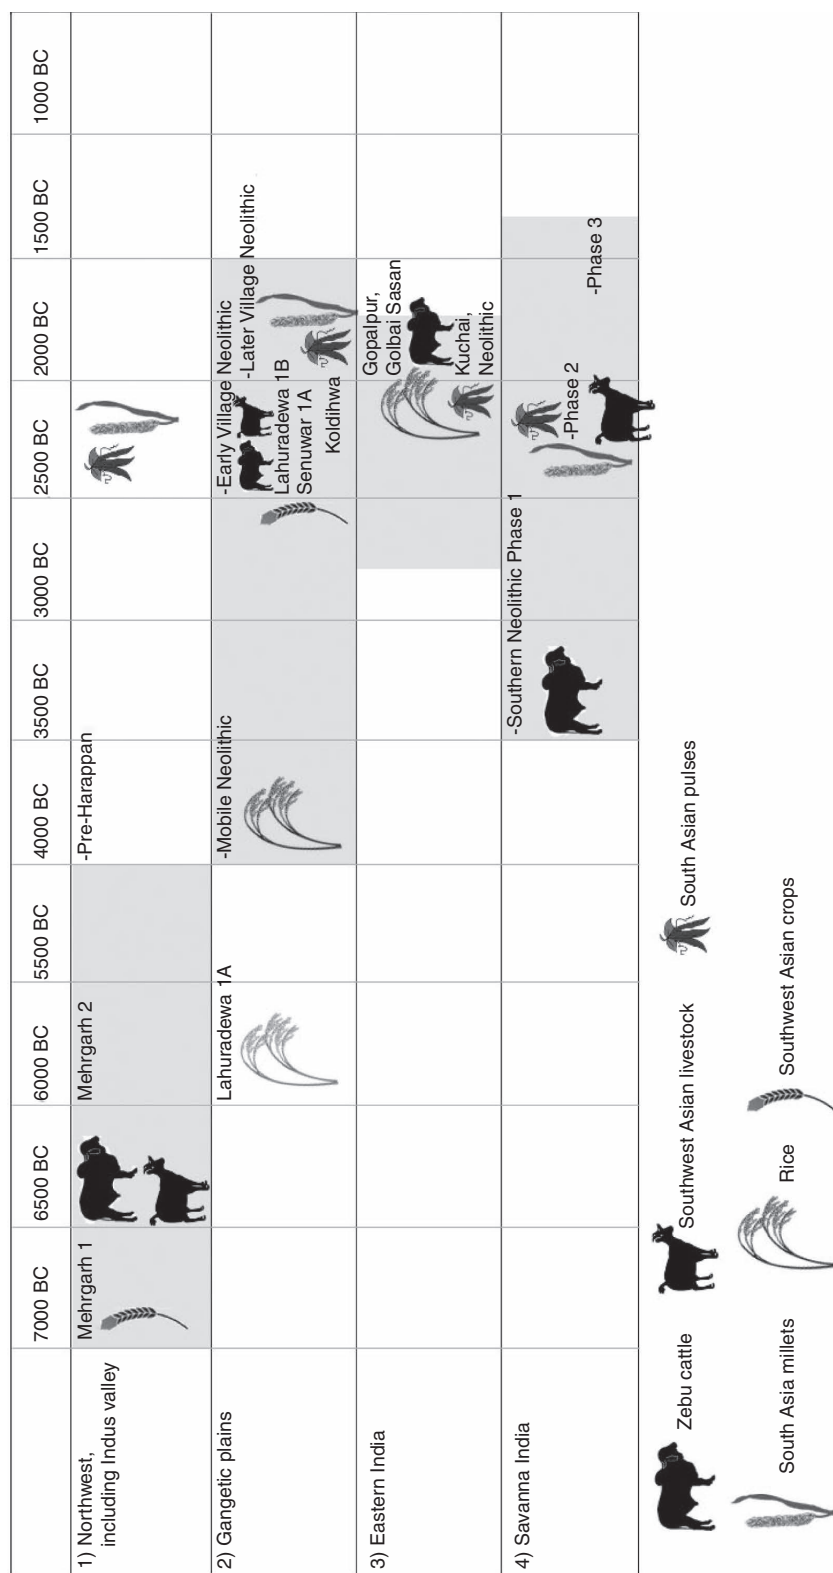 7000 BC
6500 BC
6000 BC
5500 BC
4000 BC
3500 BC
3000 BC
2500 BC
2000 BC
1500 BC
1000 BC
1) Northwest,
including Indus valley
Mehrgarh 1
Mehrgarh 2
-Pre-Harappan
2) Gangetic plains
Lahuradewa 1A
-Mobile Neolithic
-Early Village Neolithic
-Later Village Neolithic
Lahuradewa 1B
Senuwar 1A
Koldihwa
3) Eastern India
Gopalpur,
Golbai Sasan
Kuchai,
Neolithic
4) Savanna India
-Southern Neolithic Phase 1
-Phase 2
-Phase 3
Zebu cattle
Southwest Asian livestock
South Asian pulses
South Asia millets
Rice
Southwest Asian crops